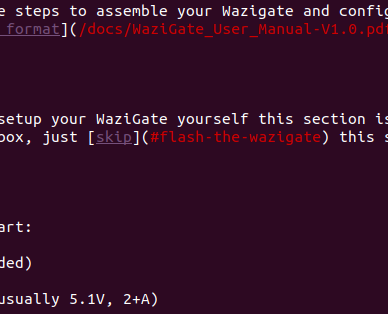 e steps to assemble your Wazigate and config
 format](/docs/WaziGate_User_Manual-V1.0.pdf
setup your WaziGate yourself this section is
box, just [skip](#flash-the-wazigate) this s
art:
ded)
usually 5.1V, 2+A)